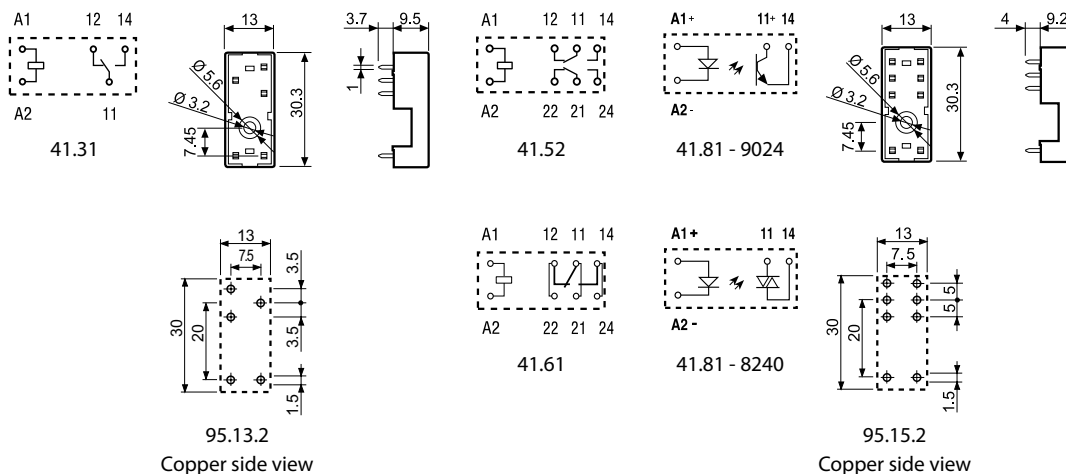 A1 12 14
A2 11
41.31
13
Ø 5.6
Ø 3.2
7.45
30.3
3.7 9.5
1
A1 12 11 14
A2 22 21 24
41.52
A1+ 11+ 14
A2-
41.81 - 9024
13
Ø 5.6
Ø 3.2
7.45
30.3
4 9.2
13
7.5
3.5
30
20
3.5
1.5
95.13.2
Copper side view
A1 12 11 14
A2 22 21 24
41.61
A1+ 11 14
A2-
41.81 - 8240
13
7.5
5
5
30
20
1.5
95.15.2
Copper side view